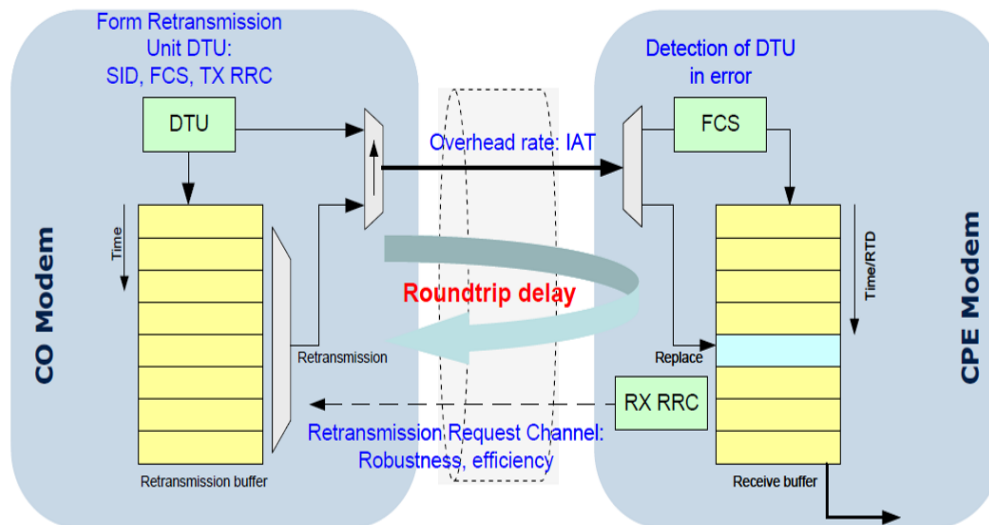 Form Retransmission
Unit DTU:
SID, FCS, TX RRC
DTU
Time
CO Modem
Retransmission
Retransmission buffer
Overhead rate: IAT
Roundtrip delay
Retransmission Request Channel:
Robustness, efficiency
Detection of DTU
in error
FCS
Time/RTD
Replace
RX RRC
CPE Modem
Receive buffer